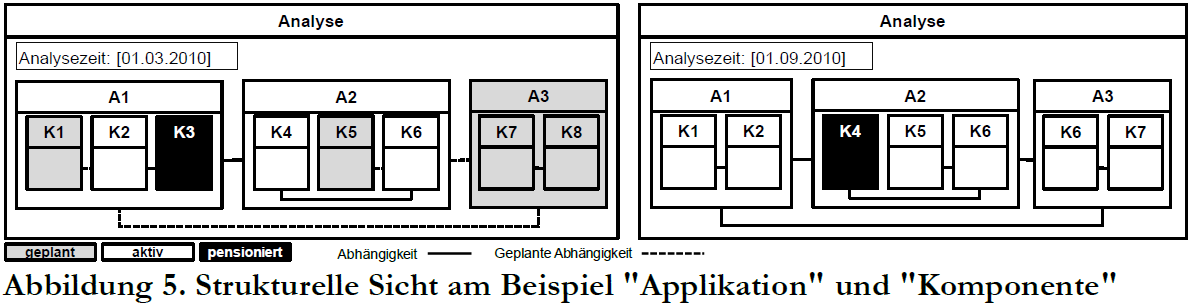 Analyse
Analysezeit: [01.03.2010]
A1
A2
A3
K1
K2
K3
K4
K5
K6
K7
K8
Analyse
Analysezeit: [01.09.2010]
A1
A2
A3
K1
K2
K4
K5
K6
K6
K7
geplant
aktiv
pensioniert
Abhängigkeit
Geplante Abhängigkeit
Abbildung 5. Strukturelle Sicht am Beispiel "Applikation" und "Komponente"